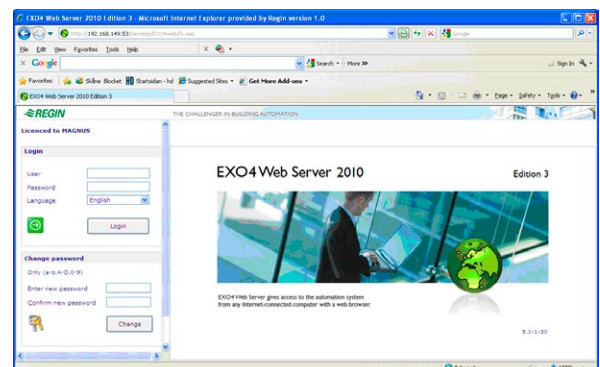 EXO4 Web Server 2010 Edition 3 - Microsoft Internet Explorer provided by Regin version 1.0
File Edit View Favorites Tools Help
Google
Search
More »
Sign In
Favorites
Suggested Sites
Get More Add-ons
EXO4 Web Server 2010 Edition 3
Page
Safety
Tools
REGIN
THE CHALLENGER IN BUILDING AUTOMATION
Licenced to MAGNUS
Login
User
Password
Language English
Login
Change password
Only (a-z,A-Ö,0-9)
Enter new password
Confirm new password
Change
EXO4 Web Server 2010
Edition 3
EXO4 Web Server gives access to the automation system
from any Internet-connected computer with a web browser.
5.1-1-30